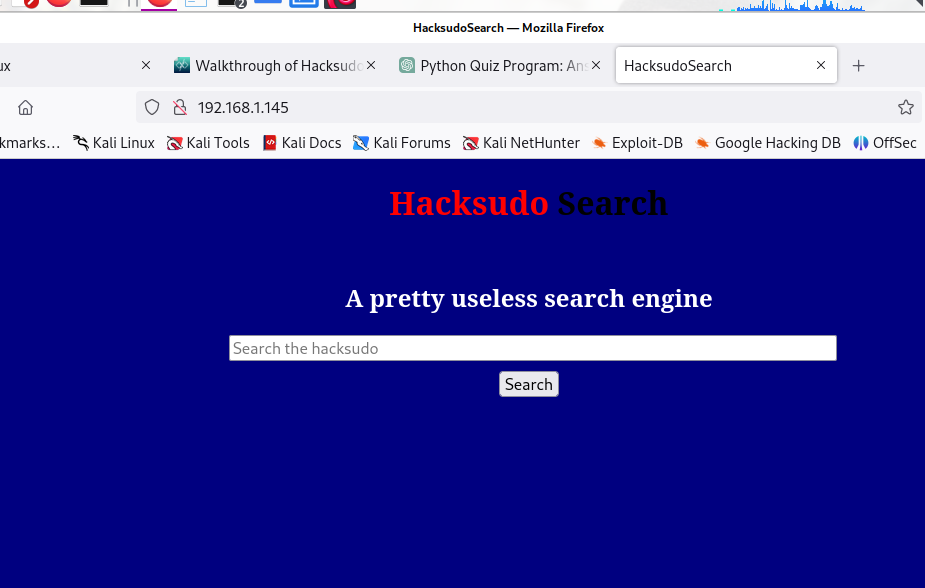 2
HacksudoSearch — Mozilla Firefox
ux
Walkthrough of Hacksudo
Python Quiz Program: Ans
HacksudoSearch
192.168.1.145
kmarks…
Kali Linux
Kali Tools
Kali Docs
Kali Forums
Kali NetHunter
Exploit-DB
Google Hacking DB
OffSec
Hacksudo Search
A pretty useless search engine
Search the hacksudo
Search